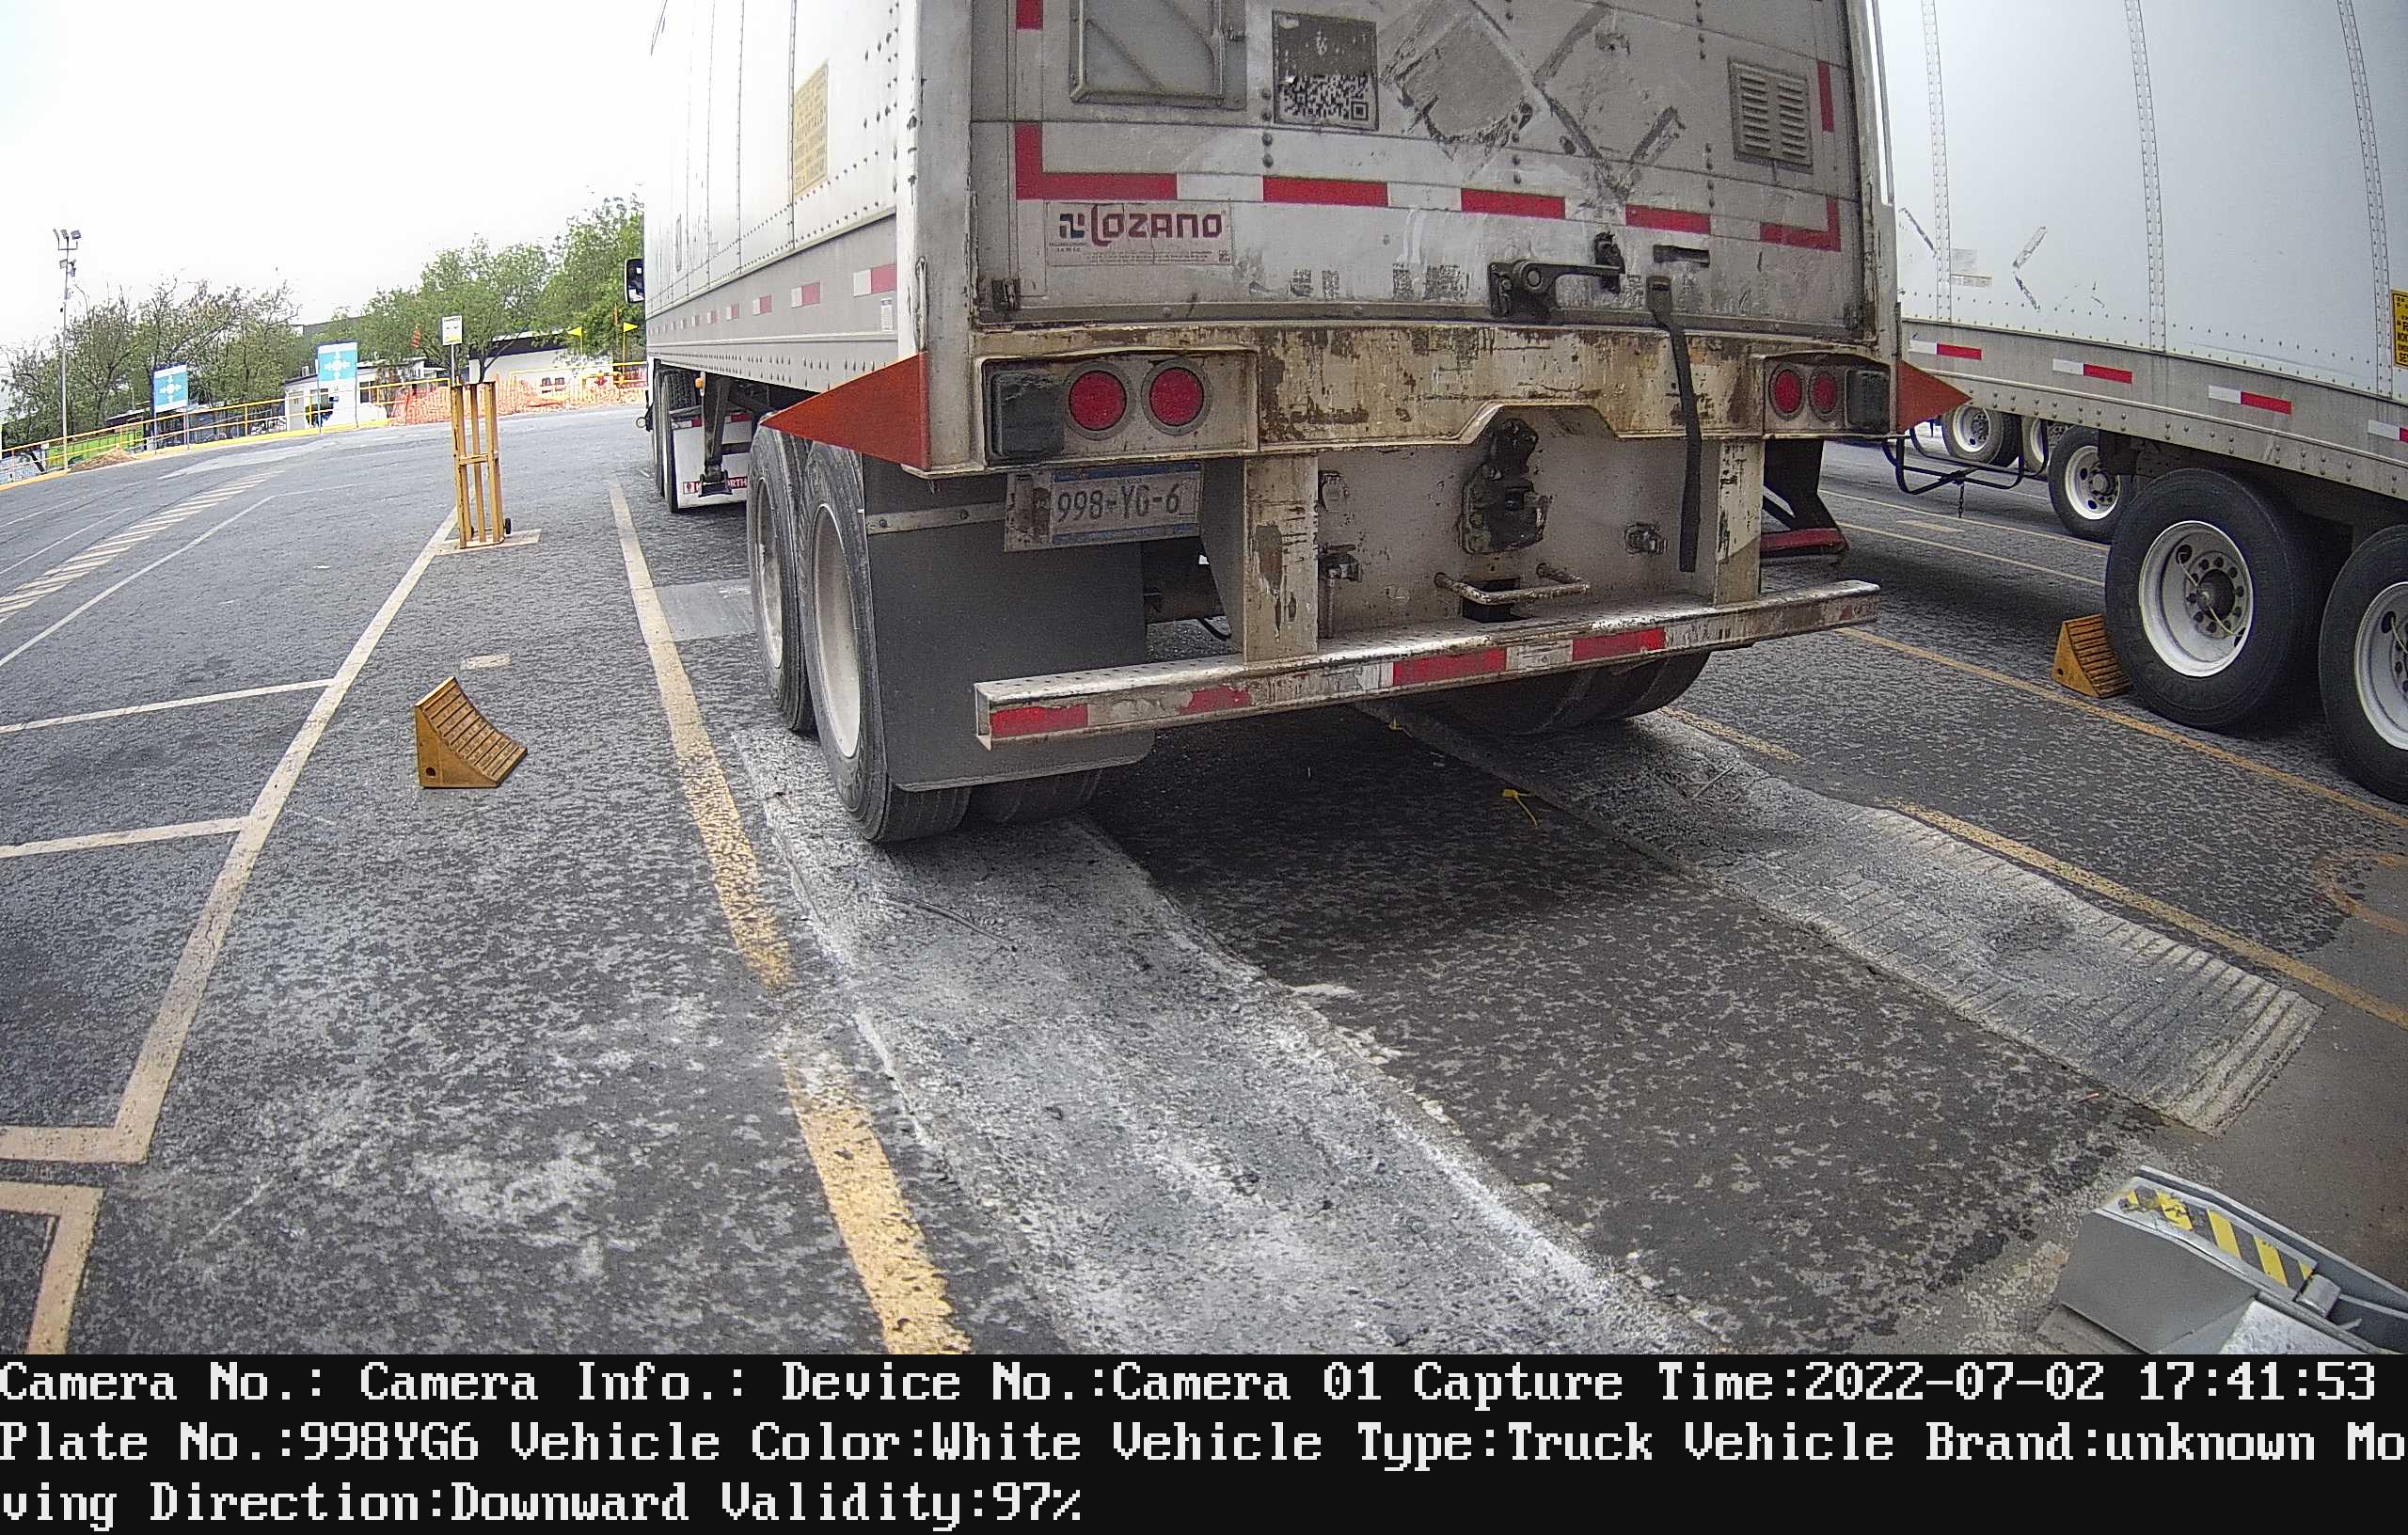 LOZANO
998-YG-6
Camera No.: Camera Info.: Device No.:Camera 01 Capture Time:2022-07-02 17:41:53
Plate No.:998YG6 Vehicle Color:White Vehicle Type:Truck Vehicle Brand:unknown Mo
ving Direction:Downward Validity:97%